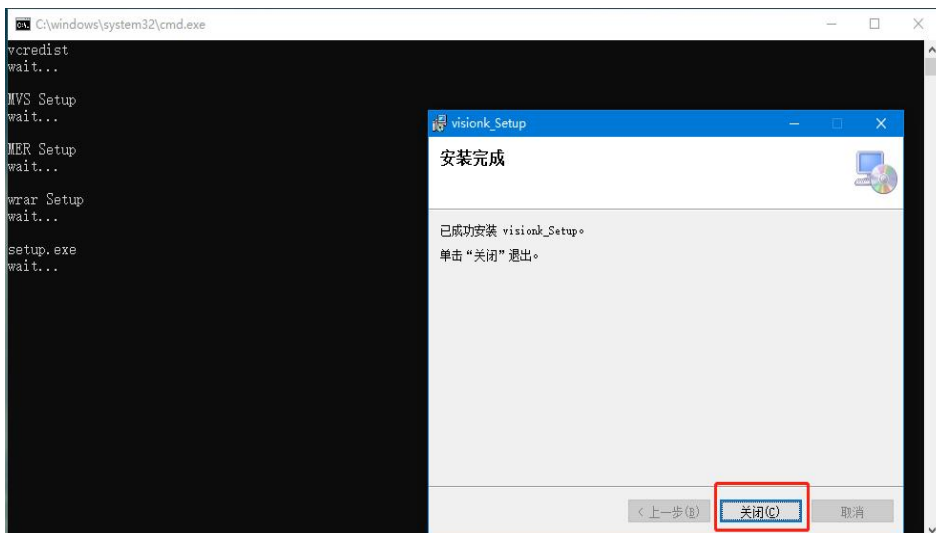 C:\windows\system32\cmd.exe
vcredist
wait...
MVS Setup
wait...
MER Setup
wait...
wrar Setup
wait...
setup.exe
wait...
visionk_Setup
安装完成
已成功安装 visionk_Setup。
单击“关闭”退出。
< 上一步(B)
关闭(C)
取消